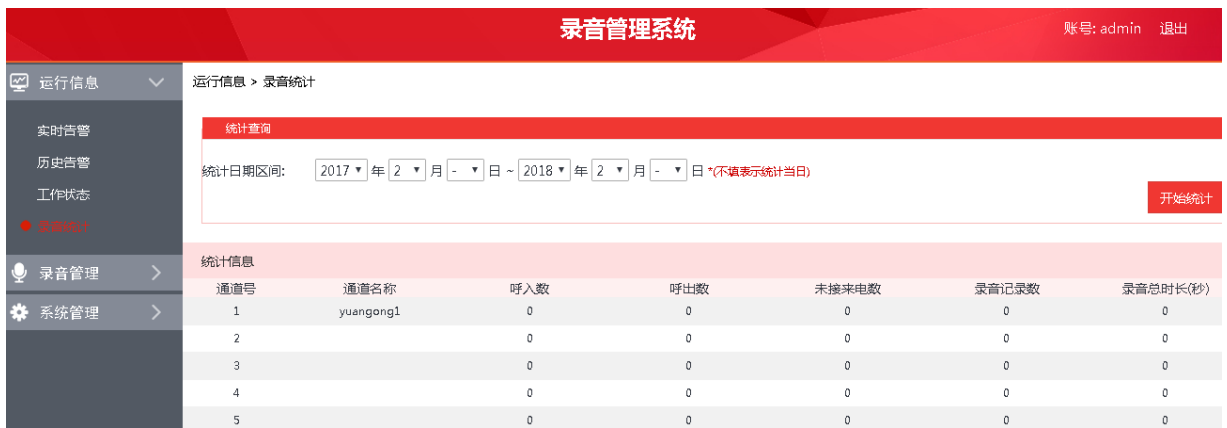 录音管理系统
账号: admin 退出
运行信息
实时告警
历史告警
工作状态
录音统计
录音管理
系统管理
运行信息 > 录音统计
统计查询
统计日期区间: 2017 年 2 月 - 日 ~ 2018 年 2 月 - 日 *(不填表示统计当日)
开始统计
统计信息
通道号 通道名称 呼入数 呼出数 未接来电数 录音记录数 录音总时长(秒)
1 yuangong1 0 0 0 0 0
2 0 0 0 0 0
3 0 0 0 0 0
4 0 0 0 0 0
5 0 0 0 0 0